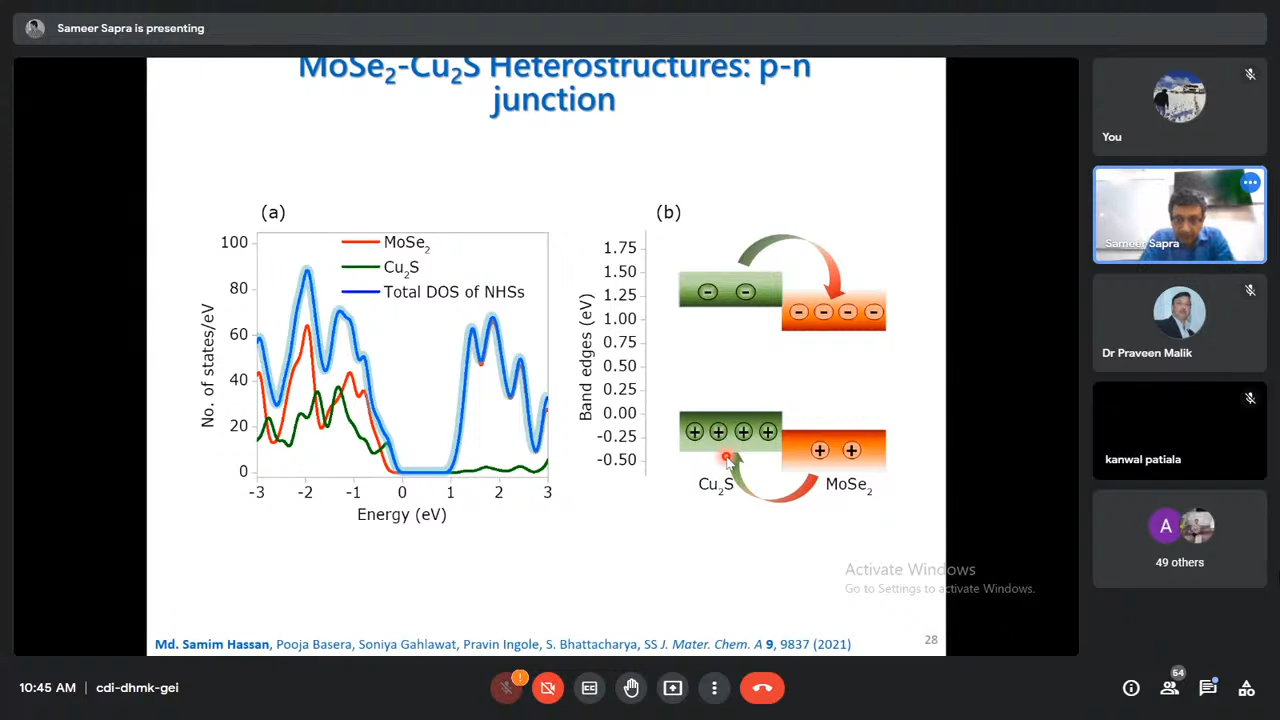 Sameer Sapra is presenting
MoSe₂-Cu₂S Heterostructures: p-n
junction
(a)
100
80
60
40
20
0
No. of states/eV
MoSe₂
Cu₂S
Total DOS of NHSs
-3 -2 -1 0 1 2 3
Energy (eV)
(b)
1.75
1.50
1.25
1.00
0.75
0.50
0.25
0.00
-0.25
-0.50
Band edges (eV)
Cu₂S MoSe₂
Activate Windows
Go to Settings to activate Windows.
Md. Samim Hassan, Pooja Basera, Soniya Gahlawat, Pravin Ingole, S. Bhattacharya, SS J. Mater. Chem. A 9, 9837 (2021)
28
You
Sameer Sapra
Dr Praveen Malik
kanwal patiala
A
49 others
10:45 AM | cdi-dhmk-gei
!
CC
54